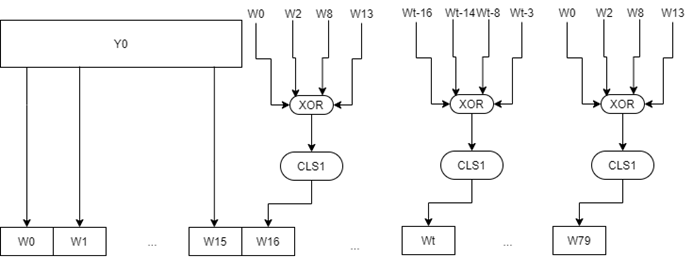 W0 W2 W8 W13 Wt-16 Wt-14 Wt-8 Wt-3 W0 W2 W8 W13
Y0
XOR XOR XOR
CLS1 CLS1 CLS1
W0 W1 ... W15 W16 ... Wt ... W79